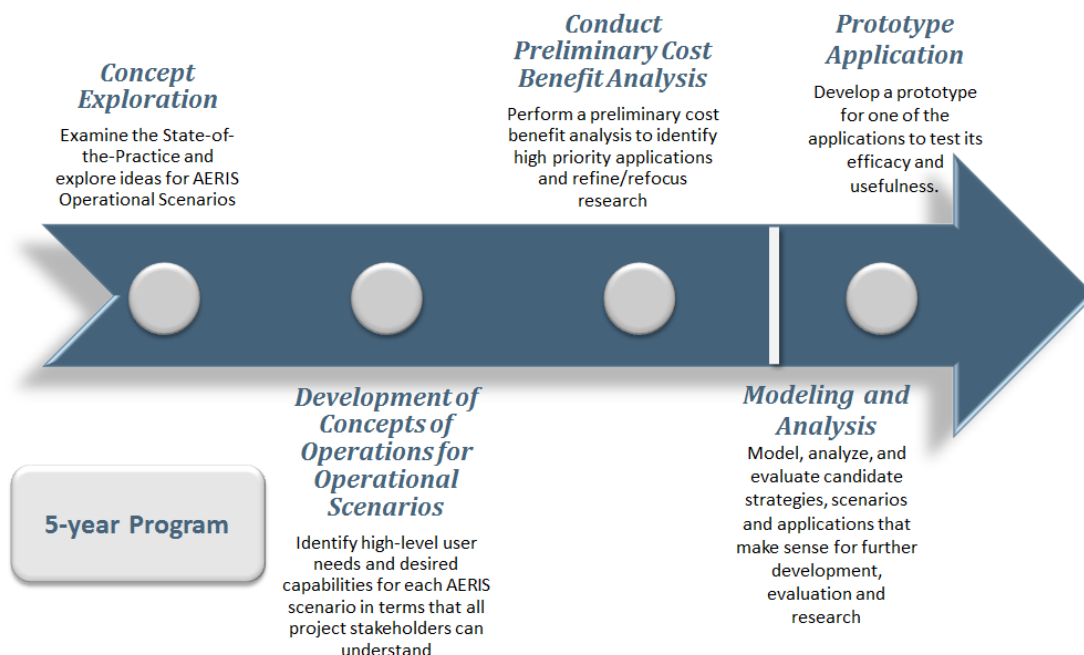 Concept
Exploration
Examine the State-of-
the-Practice and
explore ideas for AERIS
Operational Scenarios
Development of
Concepts of
Operations for
Operational
Scenarios
Identify high-level user
needs and desired
capabilities for each AERIS
scenario in terms that all
project stakeholders can
understand
Conduct
Preliminary Cost
Benefit Analysis
Perform a preliminary cost
benefit analysis to identify
high priority applications
and refine/refocus
research
Prototype
Application
Develop a prototype
for one of the
applications to test its
efficacy and
usefulness.
Modeling and
Analysis
Model, analyze, and
evaluate candidate
strategies, scenarios
and applications that
make sense for further
development,
evaluation and
research
5-year Program